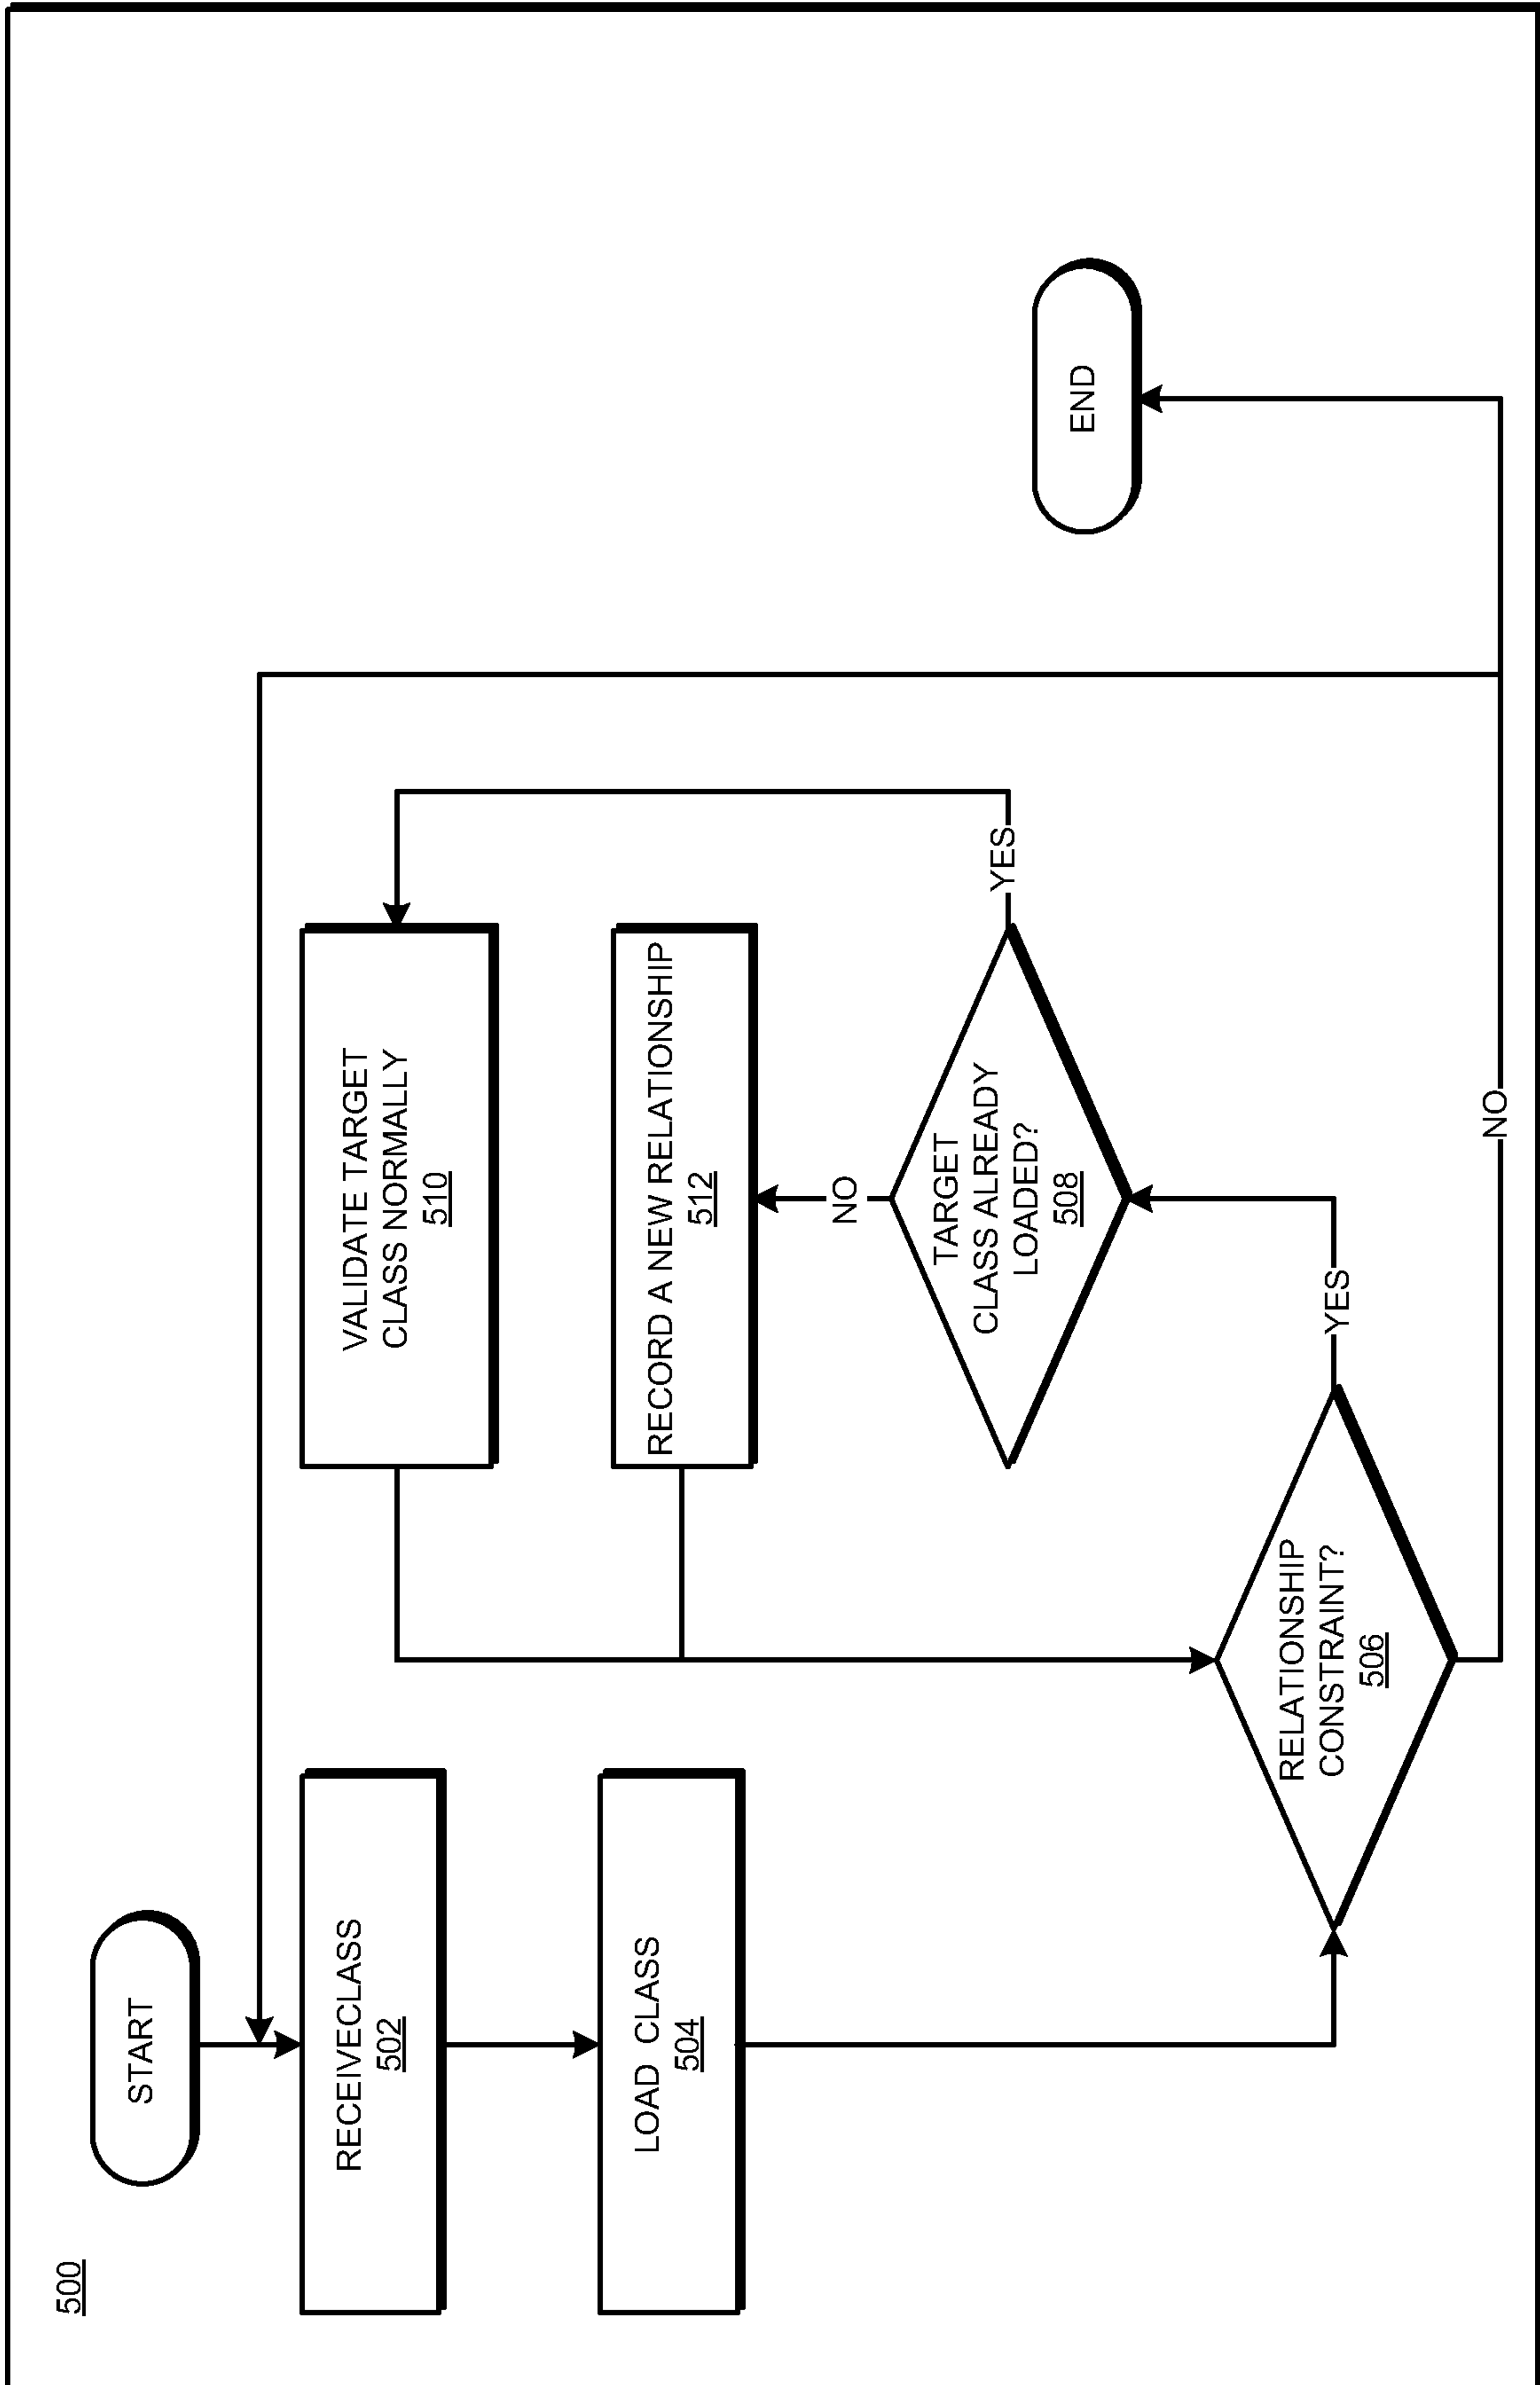 500
START
RECEIVECLASS
502
LOAD CLASS
504
RELATIONSHIP
CONSTRAINT?
506
YES
NO
TARGET
CLASS ALREADY
LOADED?
508
YES
NO
VALIDATE TARGET
CLASS NORMALLY
510
RECORD A NEW RELATIONSHIP
512
END